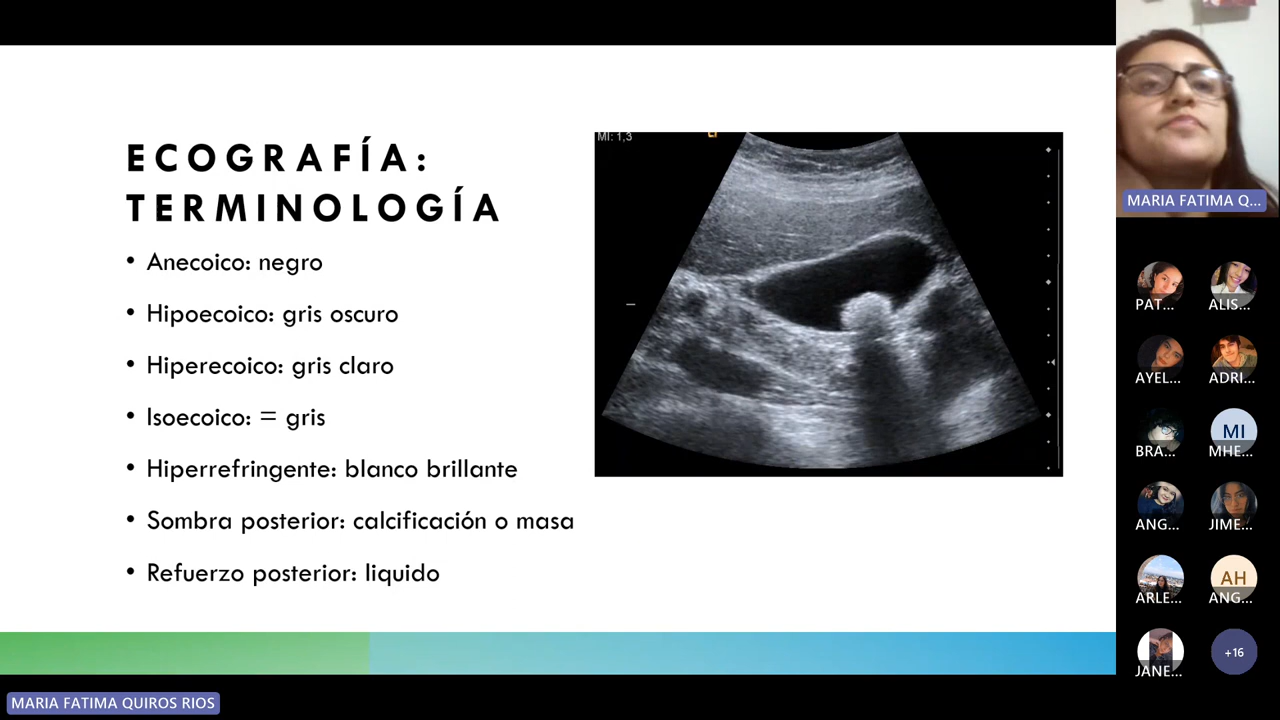 ECOGRAFÍA:
TERMINOLOGÍA
• Anecoico: negro
• Hipoecoico: gris oscuro
• Hiperecoico: gris claro
• Isoecoico: = gris
• Hiperrefringente: blanco brillante
• Sombra posterior: calcificación o masa
• Refuerzo posterior: liquido
MI: 1,3
MARIA FATIMA Q...
PAT...
ALIS...
AYEL...
ADRI...
BRA...
MI
MHE...
ANG...
JIME...
ARLE...
AH
ANG...
JANE...
+16
MARIA FATIMA QUIROS RIOS